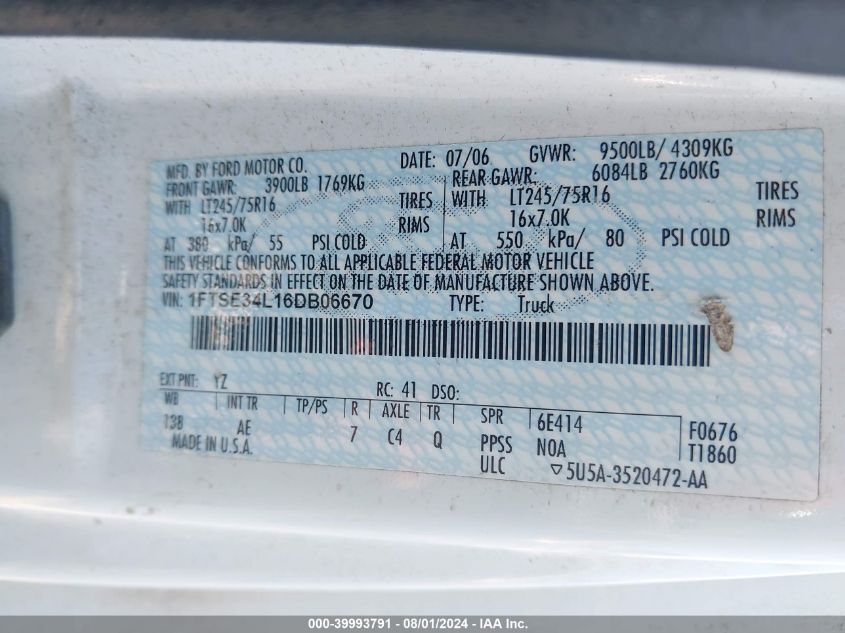 MFD. BY FORD MOTOR CO. DATE: 07/06 GVWR: 9500LB/ 4309KG
FRONT GAWR: 3900LB 1769KG REAR GAWR: 6084LB 2760KG
WITH LT245/75R16 TIRES WITH LT245/75R16 TIRES
16x7.0K RIMS 16x7.0K RIMS
AT 380 kPa/ 55 PSI COLD AT 550 kPa/ 80 PSI COLD
THIS VEHICLE CONFORMS TO ALL APPLICABLE FEDERAL MOTOR VEHICLE
SAFETY STANDARDS IN EFFECT ON THE DATE OF MANUFACTURE SHOWN ABOVE.
VIN: 1FTSE34L16DB06670 TYPE: Truck
EXT PNT: YZ RC: 41 DSO:
WB INT TR TP/PS R AXLE TR SPR 6E414 F0676
138 AE 7 C4 Q PPSS NOA T1860
MADE IN U.S.A. ULC ▽5U5A-3520472-AA
000-39993791 - 08/01/2024 - IAA Inc.